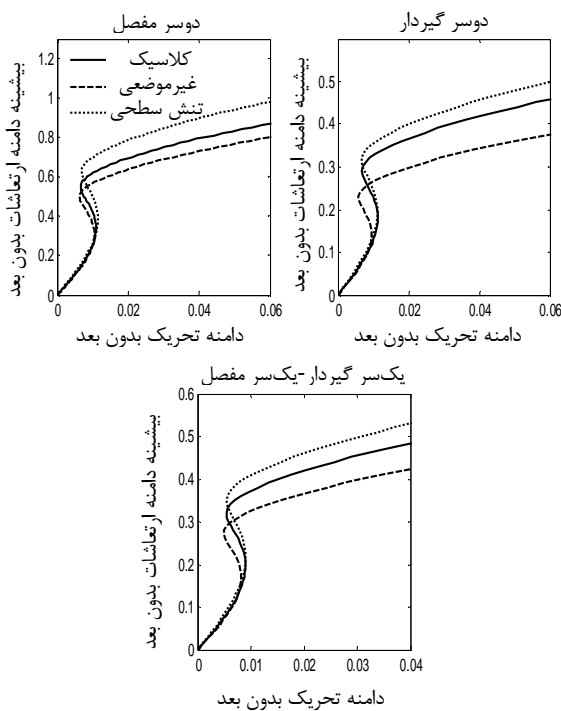 دوسر مفصل
دوسر گیردار
کلاسیک
غیرموضعی
تنش سطحی
بیشینه دامنه ارتعاشات بدون بعد
1
0.8
0.6
0.4
0.2
0
0 0.02 0.04 0.06
دامنه تحریک بدون بعد
بیشینه دامنه ارتعاشات بدون بعد
0.5
0.4
0.3
0.2
0.1
0
0 0.02 0.04 0.06
دامنه تحریک بدون بعد
یک‌سر گیردار-یک‌سر مفصل
بیشینه دامنه ارتعاشات بدون بعد
0.6
0.5
0.4
0.3
0.2
0.1
0
0 0.01 0.02 0.03 0.04
دامنه تحریک بدون بعد